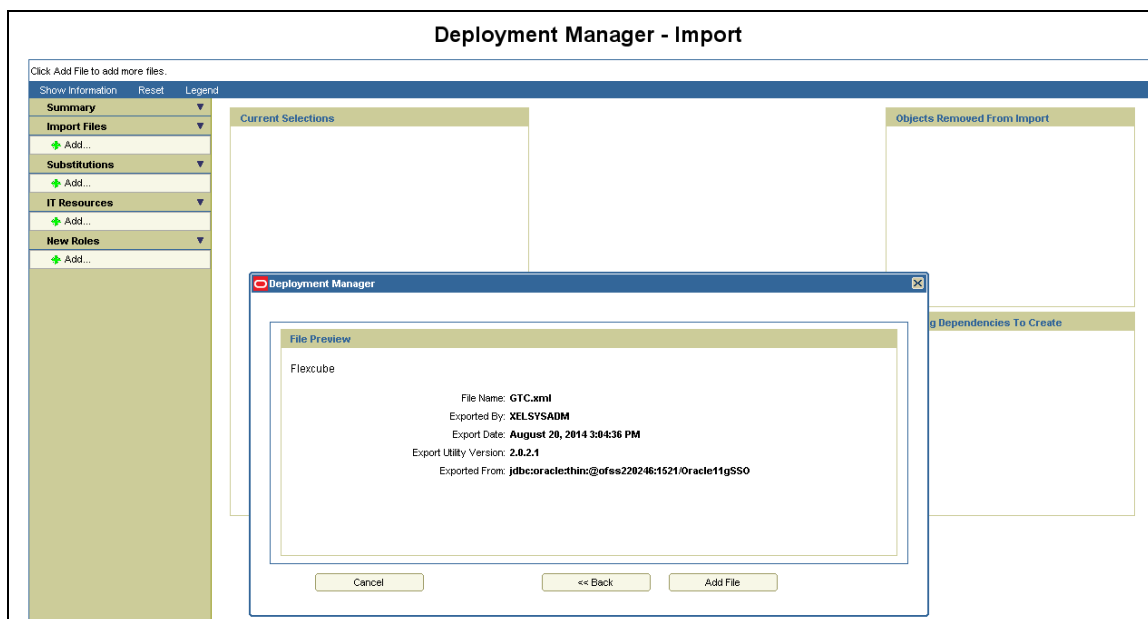 Deployment Manager - Import
Click Add File to add more files.
Show Information Reset Legend
Summary
Import Files
Add...
Substitutions
Add...
IT Resources
Add...
New Roles
Add...
Current Selections
Objects Removed From Import
g Dependencies To Create
Deployment Manager
File Preview
Flexcube
File Name: GTC.xml
Exported By: XELSYSADM
Export Date: August 20, 2014 3:04:36 PM
Export Utility Version: 2.0.2.1
Exported From: jdbc:oracle:thin:@ofss220246:1521/Oracle11gSSO
Cancel << Back Add File